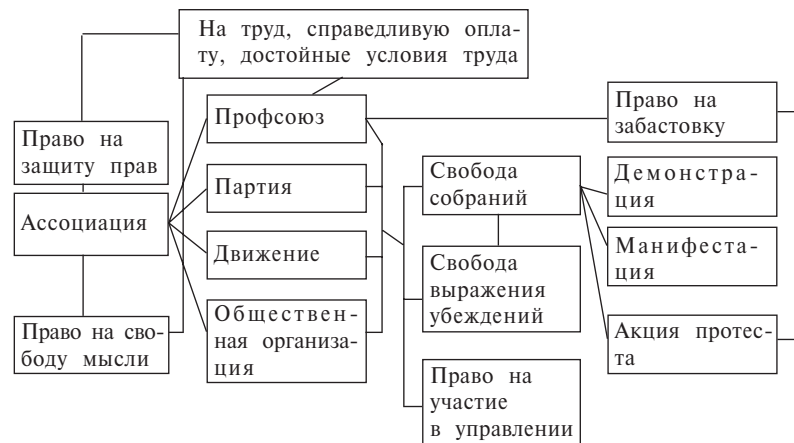 На труд, справедливую опла-
ту, достойные условия труда
Право на
защиту прав
Ассоциация
Право на сво-
боду мысли
Профсоюз
Партия
Движение
Обществен-
ная организа-
ция
Свобода
собраний
Свобода
выражения
убеждений
Право на
участие
в управлении
Право на
забастовку
Демонстра-
ция
Манифеста-
ция
Акция протес-
та